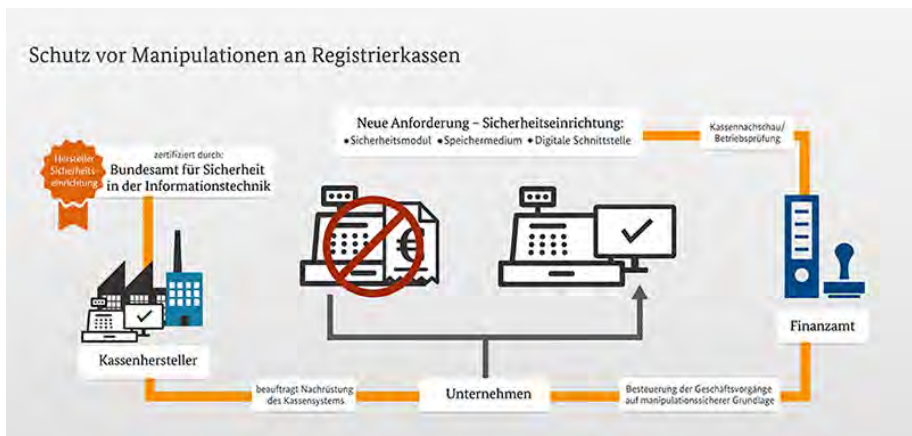 Schutz vor Manipulationen an Registrierkassen
Neue Anforderung – Sicherheitseinrichtung:
•Sicherheitsmodul •Speichermedium •Digitale Schnittstelle
Kassennachschau/
Betriebsprüfung
Hersteller
Sicherheits-
einrichtung
zertifiziert durch:
Bundesamt für Sicherheit
in der Informationstechnik
€
Kassenhersteller
Finanzamt
beauftragt Nachrüstung
des Kassensystems
Unternehmen
Besteuerung der Geschäftsvorgänge
auf manipulationssicherer Grundlage